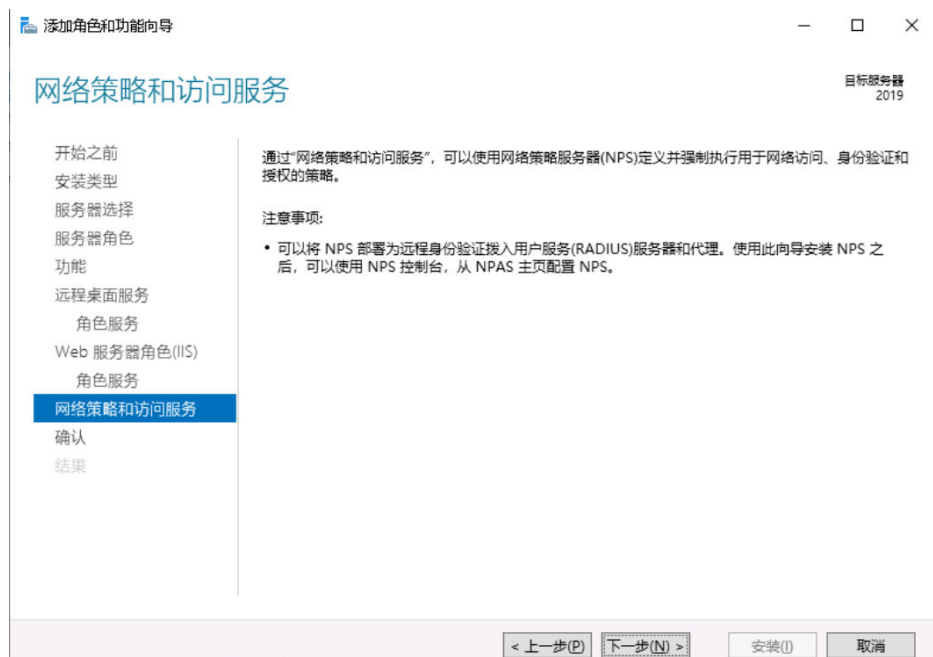 添加角色和功能向导
网络策略和访问服务
目标服务器
2019
开始之前
安装类型
服务器选择
服务器角色
功能
远程桌面服务
角色服务
Web 服务器角色(IIS)
角色服务
网络策略和访问服务
确认
结果
通过"网络策略和访问服务"，可以使用网络策略服务器(NPS)定义并强制执行用于网络访问、身份验证和
授权的策略。
注意事项:
• 可以将 NPS 部署为远程身份验证拨入用户服务(RADIUS)服务器和代理。使用此向导安装 NPS 之
后，可以使用 NPS 控制台，从 NPAS 主页配置 NPS。
< 上一步(P)
下一步(N) >
安装(I)
取消